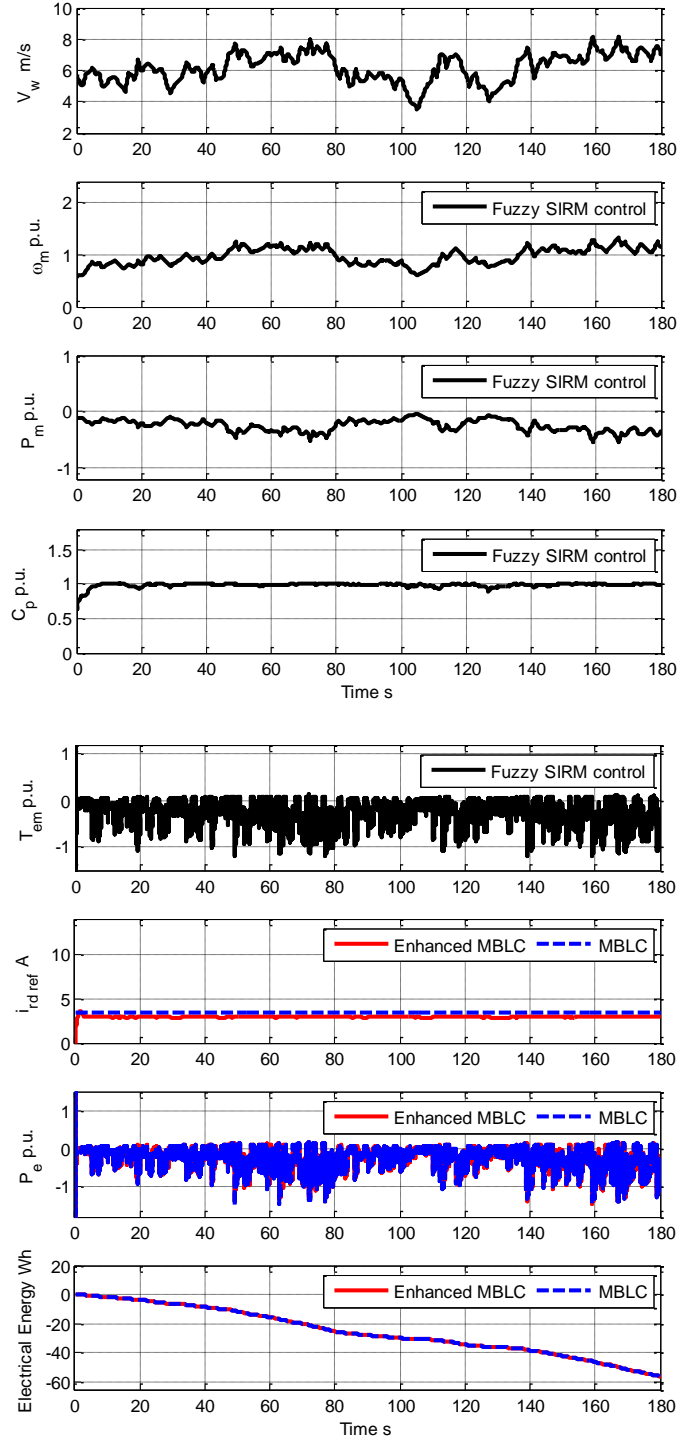 10
8
6
4
2
V_w m/s
0 20 40 60 80 100 120 140 160 180
2
1
0
ω_m p.u.
Fuzzy SIRM control
0 20 40 60 80 100 120 140 160 180
1
0
-1
P_m p.u.
Fuzzy SIRM control
0 20 40 60 80 100 120 140 160 180
1.5
1
0.5
0
C_p p.u.
Fuzzy SIRM control
0 20 40 60 80 100 120 140 160 180
Time s
1
0
-1
T_em p.u.
Fuzzy SIRM control
0 20 40 60 80 100 120 140 160 180
10
5
0
i_rd ref A
Enhanced MBLC MBLC
0 20 40 60 80 100 120 140 160 180
1
0
-1
P_e p.u.
Enhanced MBLC MBLC
0 20 40 60 80 100 120 140 160 180
20
0
-20
-40
-60
Electrical Energy Wh
Enhanced MBLC MBLC
0 20 40 60 80 100 120 140 160 180
Time s